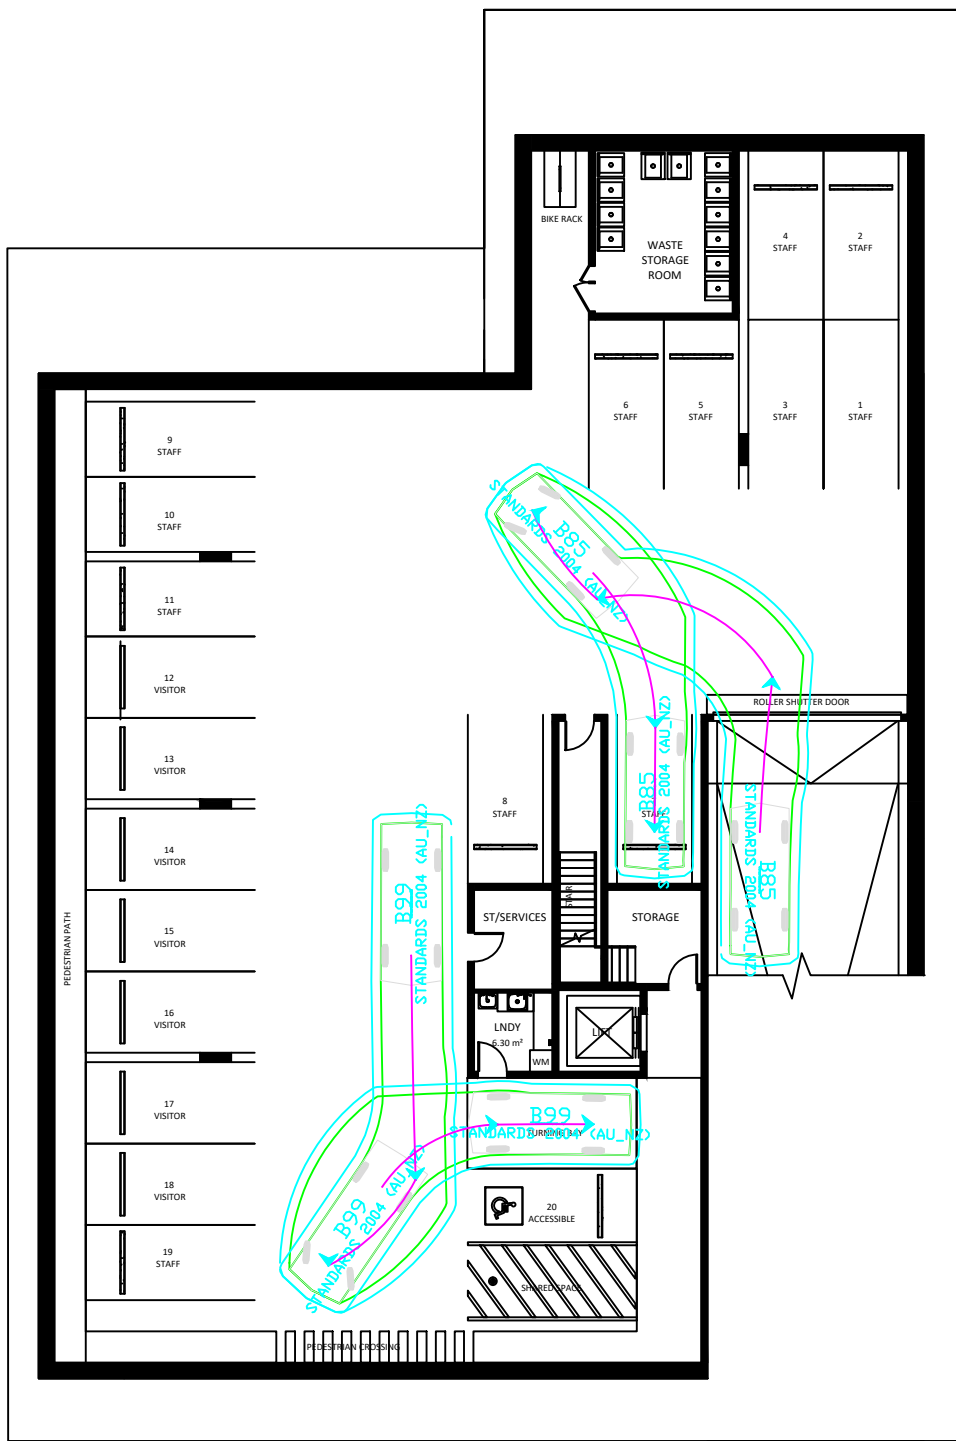 BIKE RACK
WASTE
STORAGE
ROOM
4
STAFF
2
STAFF
6
STAFF
5
STAFF
3
STAFF
1
STAFF
9
STAFF
10
STAFF
11
STAFF
12
VISITOR
13
VISITOR
14
VISITOR
15
VISITOR
16
VISITOR
17
VISITOR
18
VISITOR
19
STAFF
PEDESTRIAN PATH
B85
STANDARDS 2004 (AU_NZ)
ROLLER SHUTTER DOOR
8
STAFF
B85
STANDARDS 2004 (AU_NZ)
STAFF
B85
STANDARDS 2004 (AU_NZ)
B99
STANDARDS 2004 (AU_NZ)
STAIR
ST/SERVICES
STORAGE
LNDY
6.30 m²
WM
LIFT
B99
STANDARDS 2004 (AU_NZ)
TURNING BAY
B99
STANDARDS 2004 (AU_NZ)
20
ACCESSIBLE
SHARED SPACE
PEDESTRIAN CROSSING